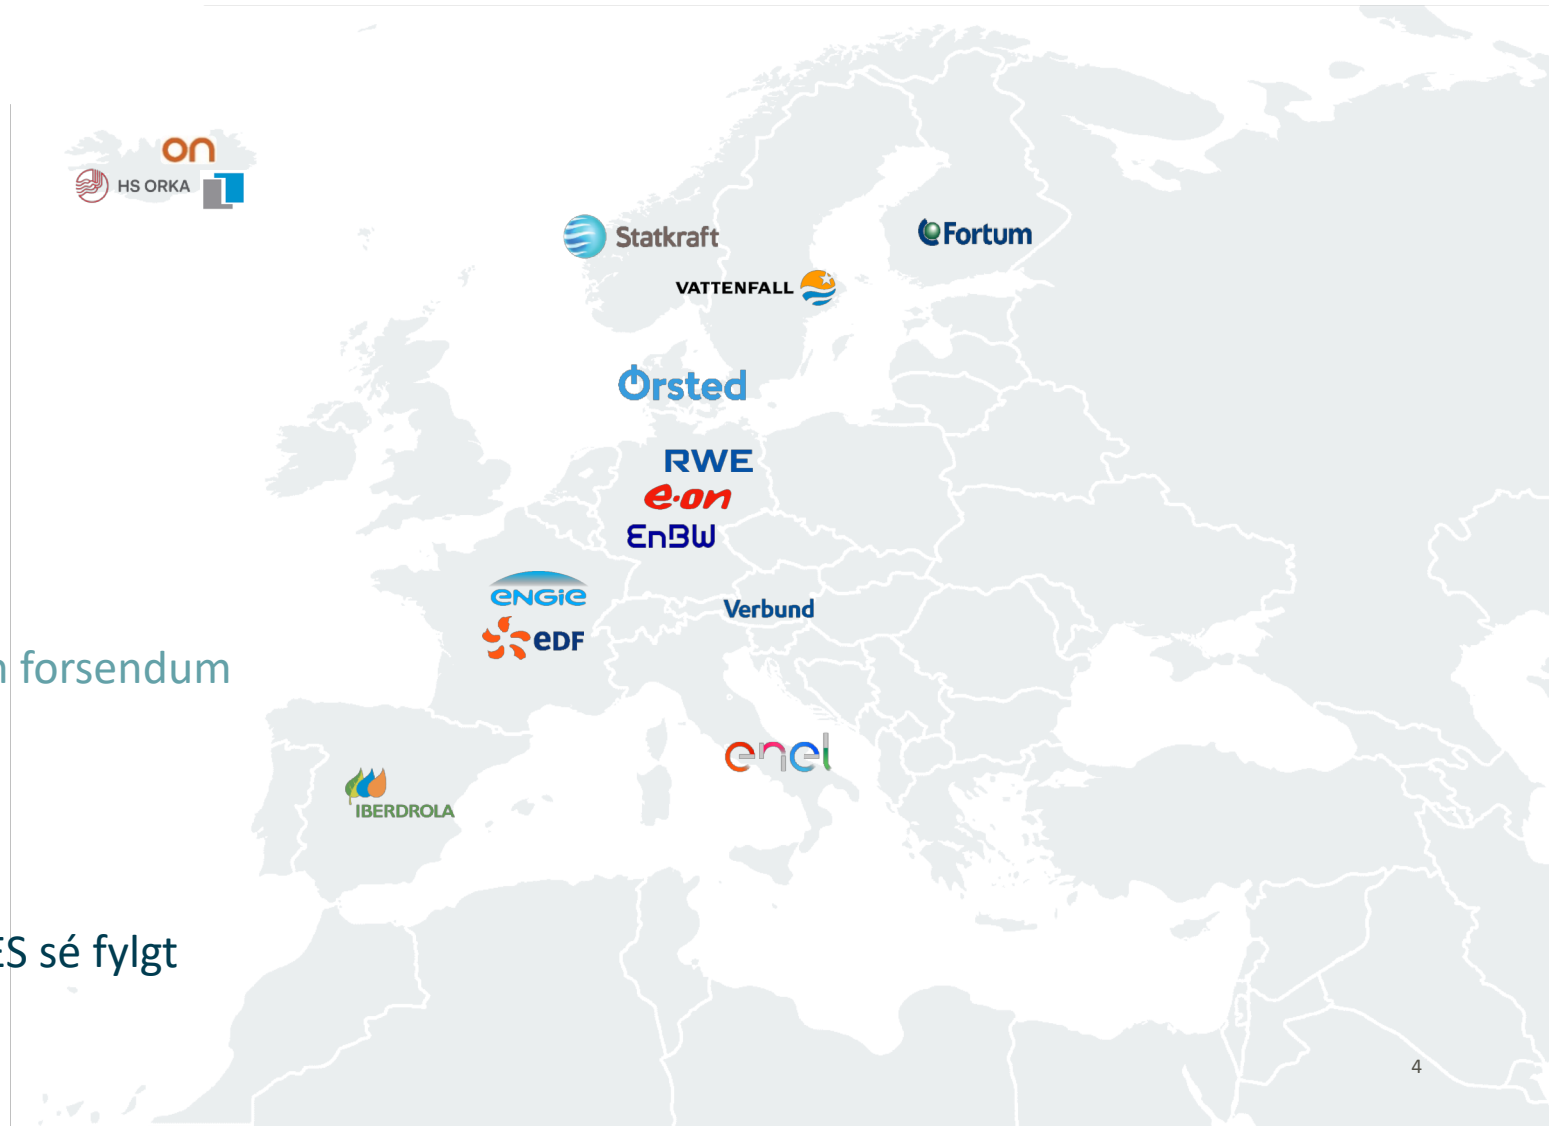 on
HS ORKA
Statkraft
Fortum
VATTENFALL
Ørsted
RWE
e·on
EnBW
ENGIE
Verbund
eDF
forsendum
enel
IBERDROLA
ES sé fylgt
4